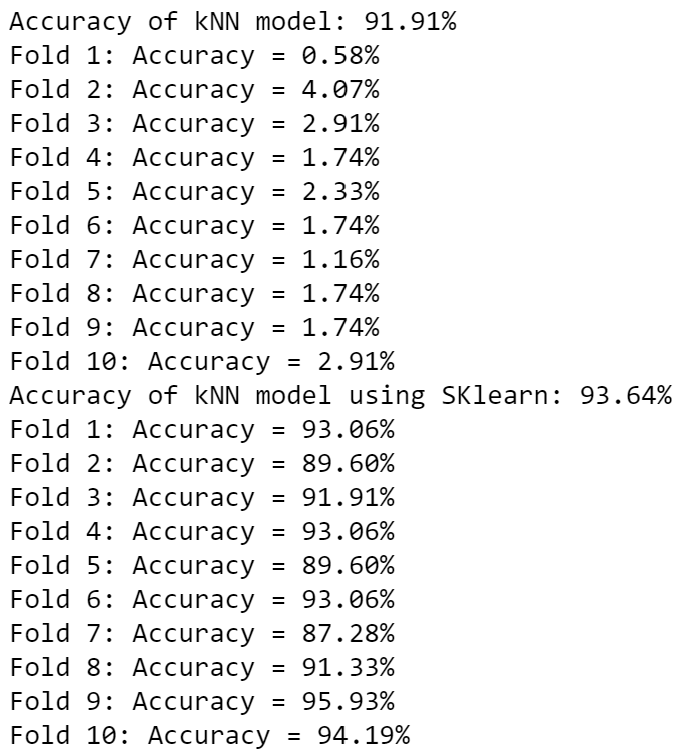 Accuracy of kNN model: 91.91%
Fold 1: Accuracy = 0.58%
Fold 2: Accuracy = 4.07%
Fold 3: Accuracy = 2.91%
Fold 4: Accuracy = 1.74%
Fold 5: Accuracy = 2.33%
Fold 6: Accuracy = 1.74%
Fold 7: Accuracy = 1.16%
Fold 8: Accuracy = 1.74%
Fold 9: Accuracy = 1.74%
Fold 10: Accuracy = 2.91%
Accuracy of kNN model using SKlearn: 93.64%
Fold 1: Accuracy = 93.06%
Fold 2: Accuracy = 89.60%
Fold 3: Accuracy = 91.91%
Fold 4: Accuracy = 93.06%
Fold 5: Accuracy = 89.60%
Fold 6: Accuracy = 93.06%
Fold 7: Accuracy = 87.28%
Fold 8: Accuracy = 91.33%
Fold 9: Accuracy = 95.93%
Fold 10: Accuracy = 94.19%